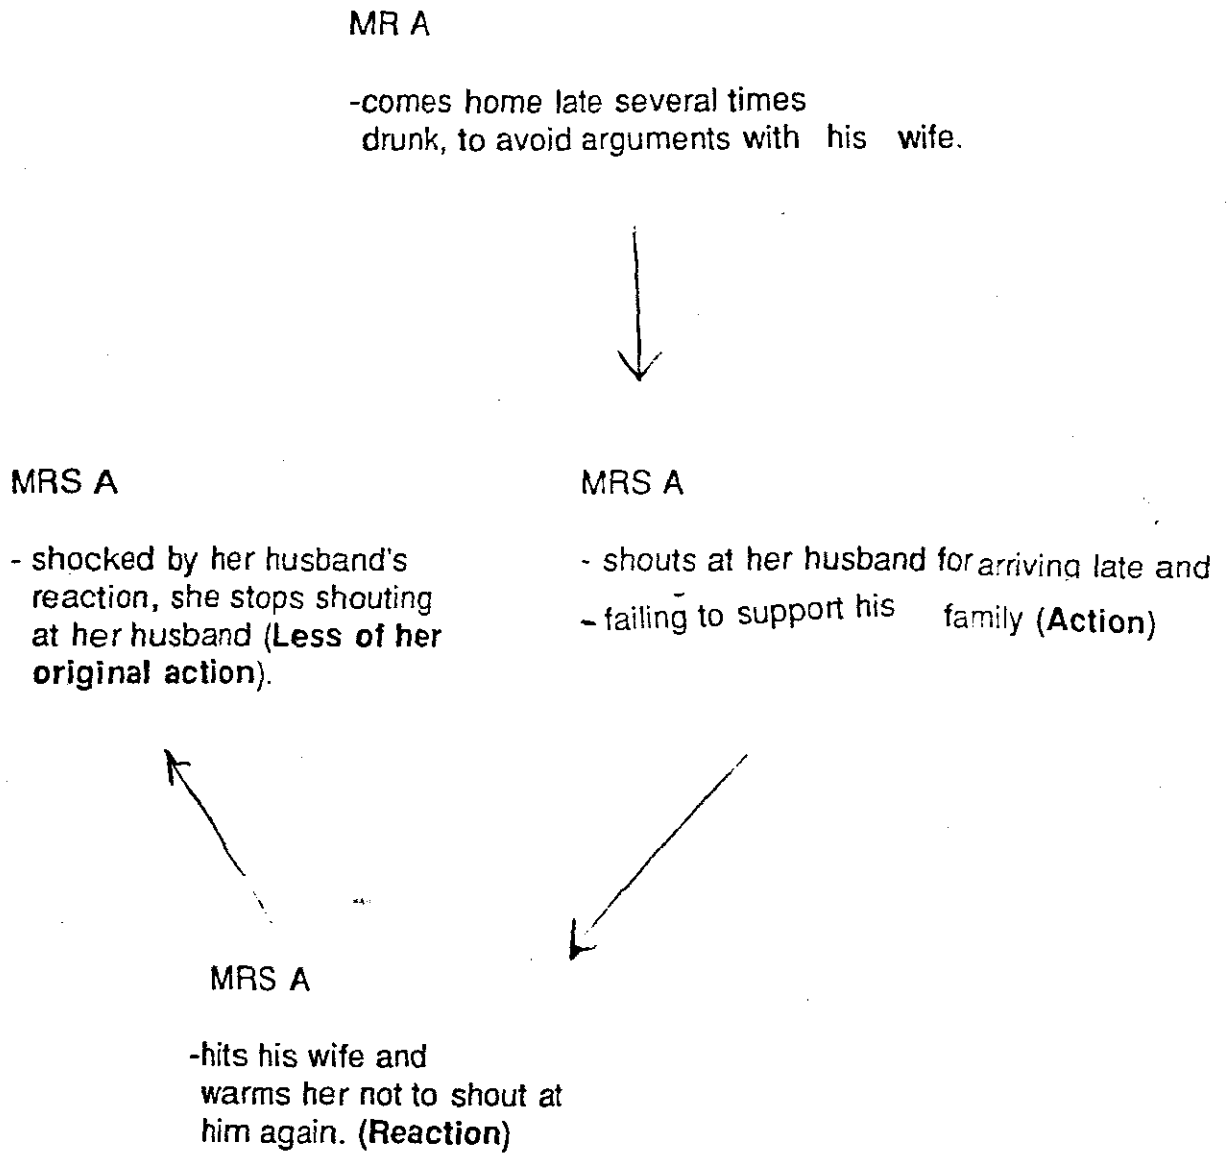 MR A
-comes home late several times
drunk, to avoid arguments with his wife.
MRS A
- shocked by her husband's
reaction, she stops shouting
at her husband (Less of her
original action).
MRS A
- shouts at her husband for arriving late and
- failing to support his family (Action)
MRS A
-hits his wife and
warms her not to shout at
him again. (Reaction)